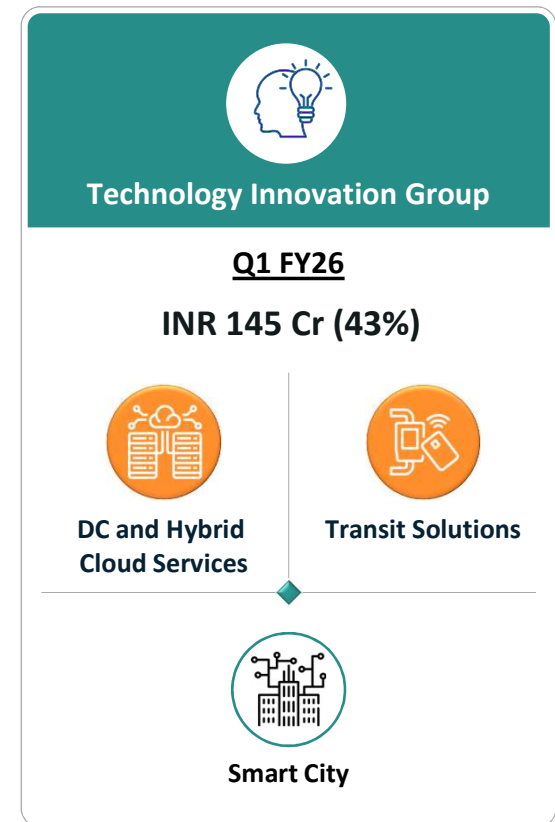 Technology Innovation Group
Q1 FY26
INR 145 Cr (43%)
DC and Hybrid
Cloud Services
Transit Solutions
Smart City